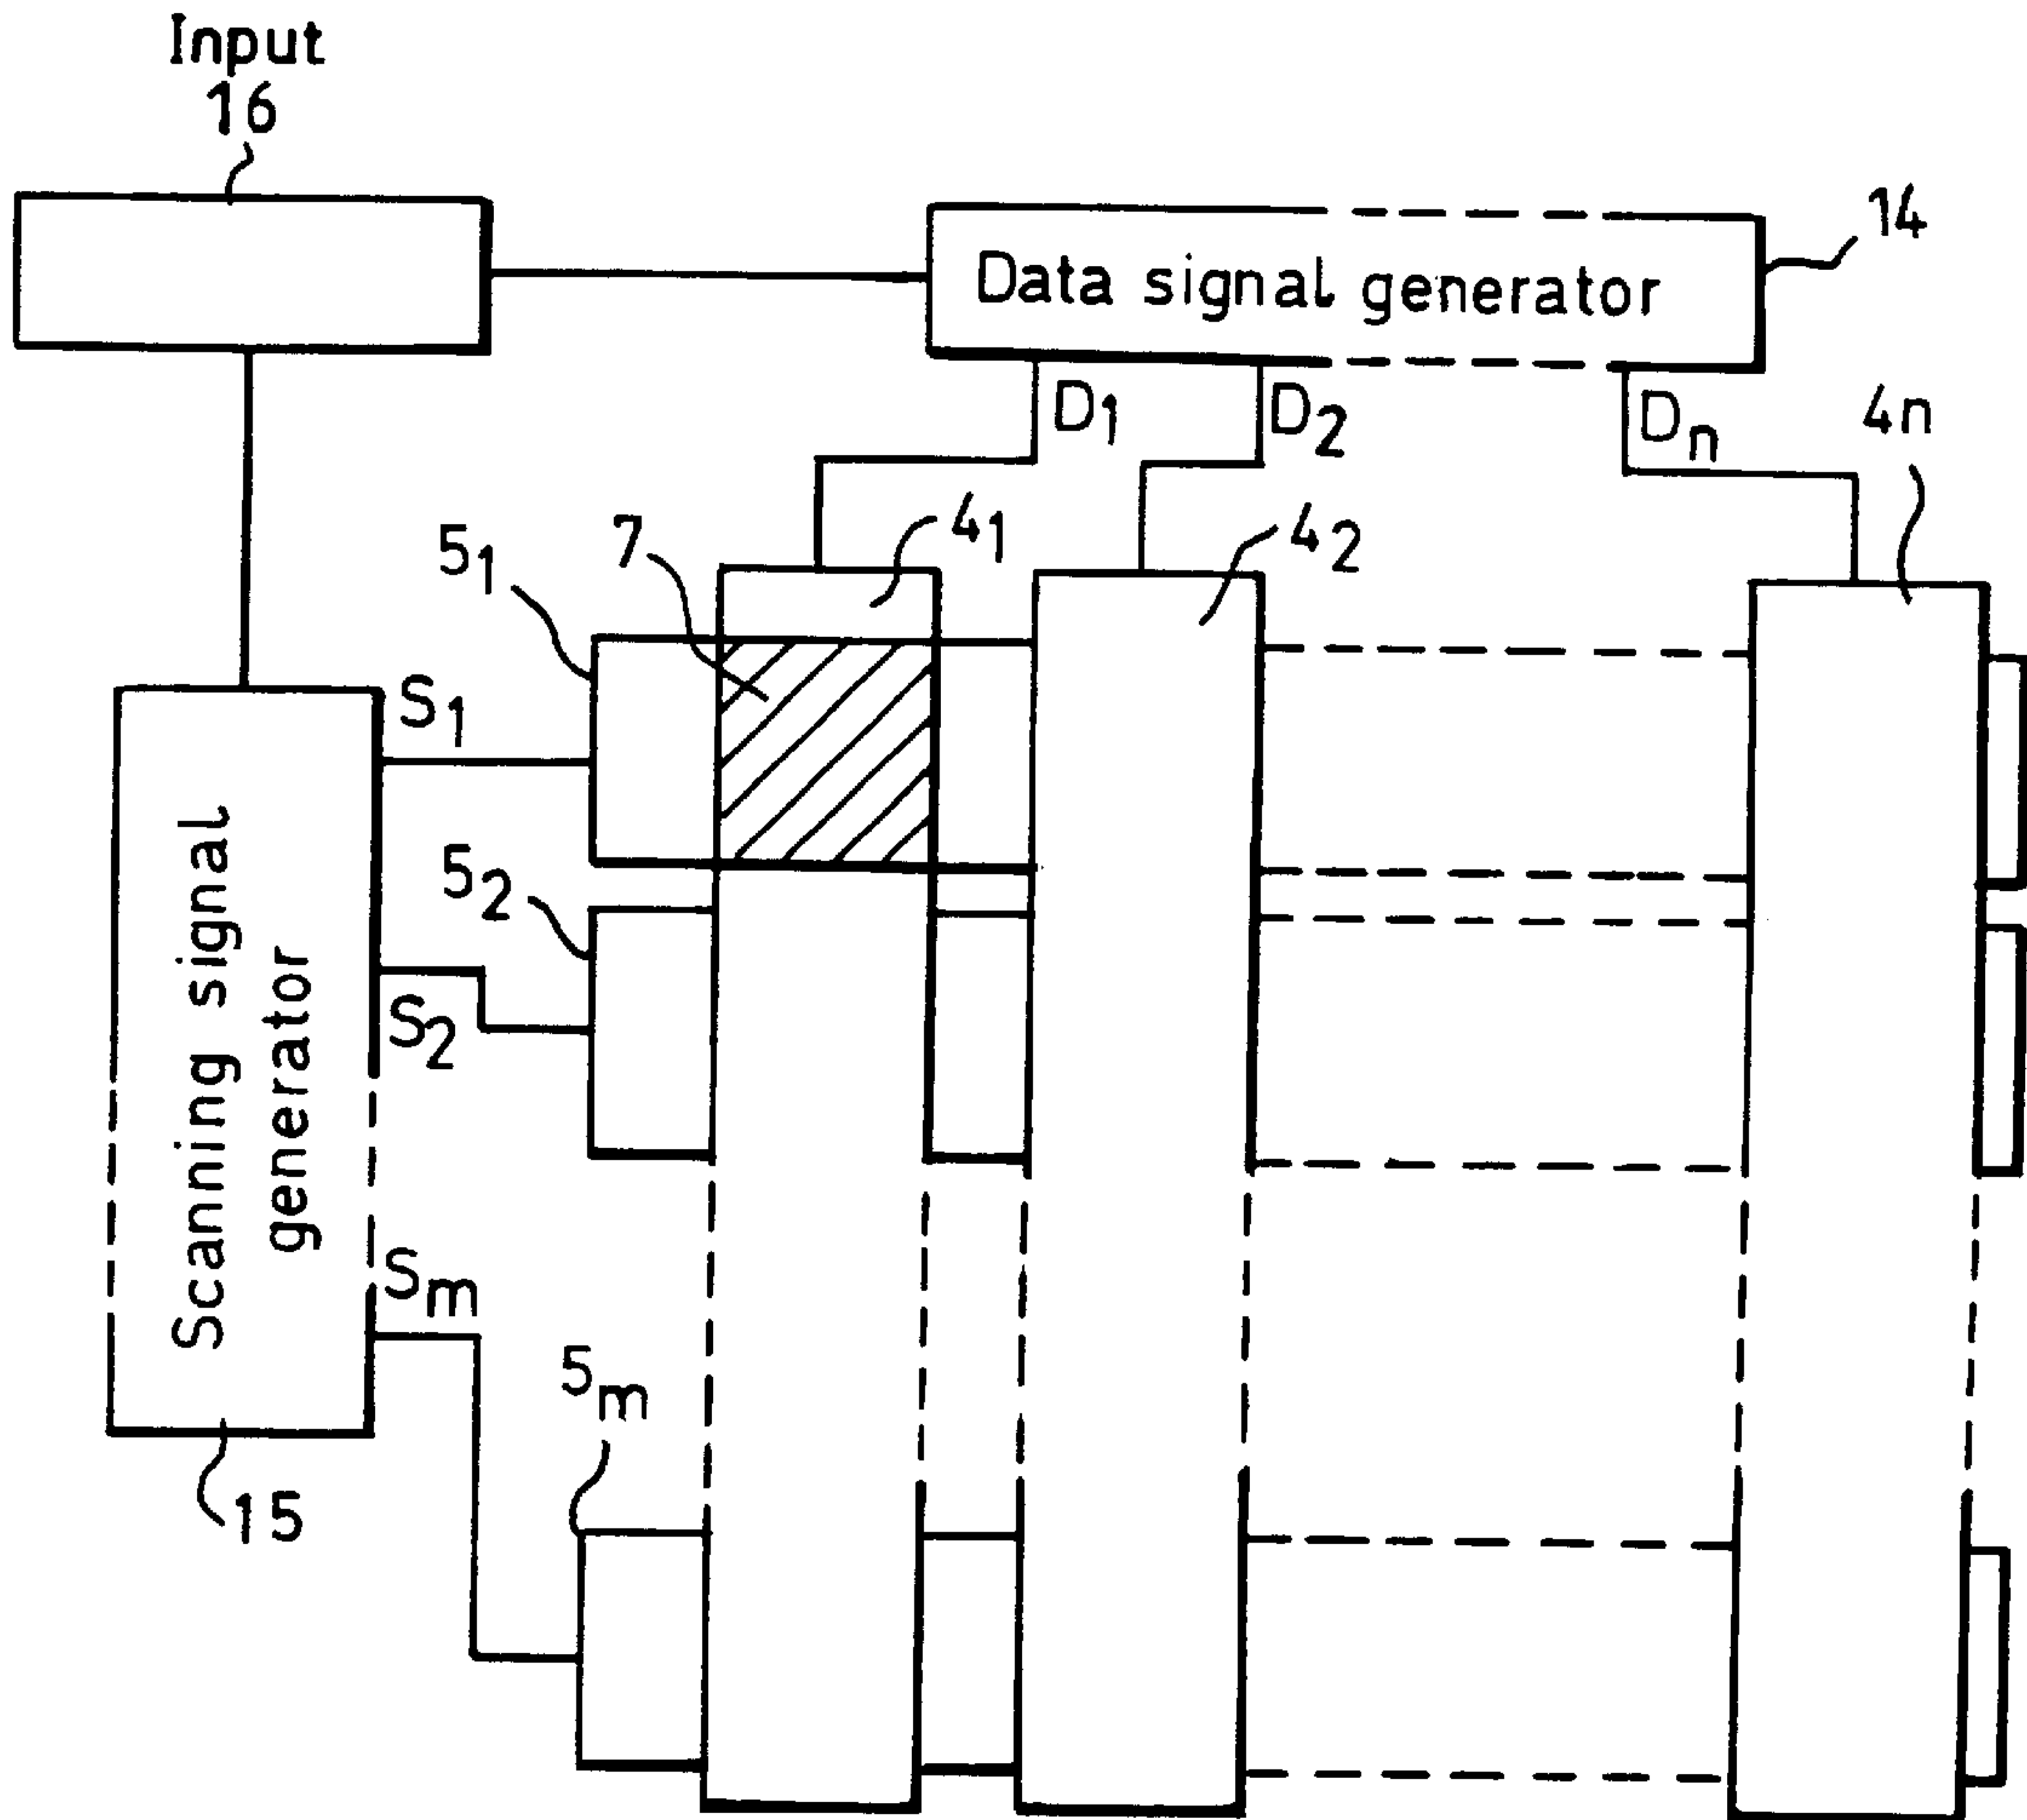 Input
16
Data signal generator
14
D1
D2
Dn
4n
51
7
41
42
S1
52
S2
Scanning signal
generator
Sm
5m
15